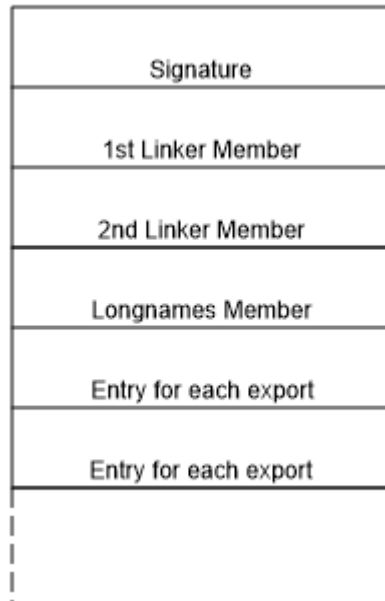 Signature
1st Linker Member
2nd Linker Member
Longnames Member
Entry for each export
Entry for each export